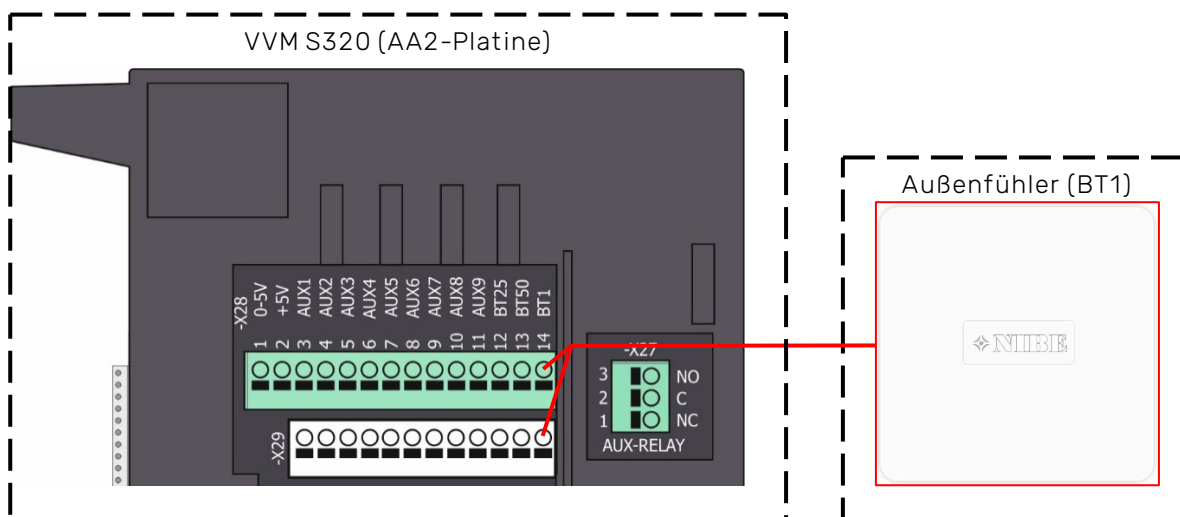 VVM S320 (AA2-Platine)
Außenfühler (BT1)
-X28
0-5V
+5V
AUX1
AUX2
AUX3
AUX4
AUX5
AUX6
AUX7
AUX8
AUX9
BT25
BT50
BT1
1 2 3 4 5 6 7 8 9 10 11 12 13 14
-X27
3 NO
2 C
1 NC
AUX-RELAY
-X29
NIBE